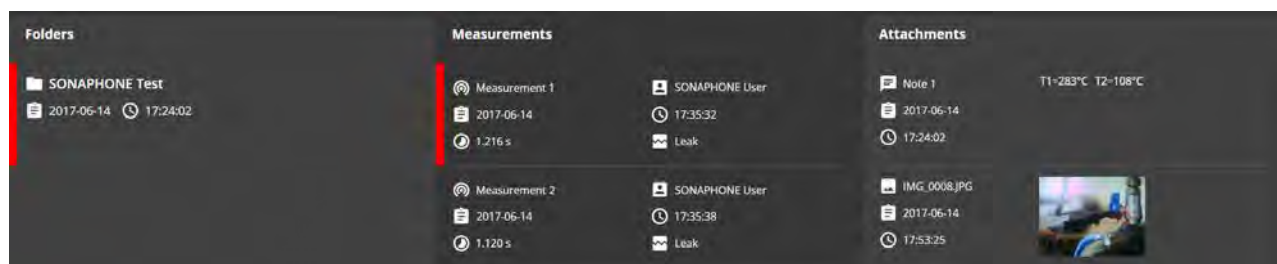 Folders
SONAPHONE Test
2017-06-14 17:24:02
Measurements
Measurement 1 SONAPHONE User
2017-06-14 17:35:32
1.216 s Leak
Measurement 2 SONAPHONE User
2017-06-14 17:35:38
1.120 s Leak
Attachments
Note 1 T1=283°C T2=108°C
2017-06-14
17:24:02
IMG_0008.JPG
2017-06-14
17:53:25